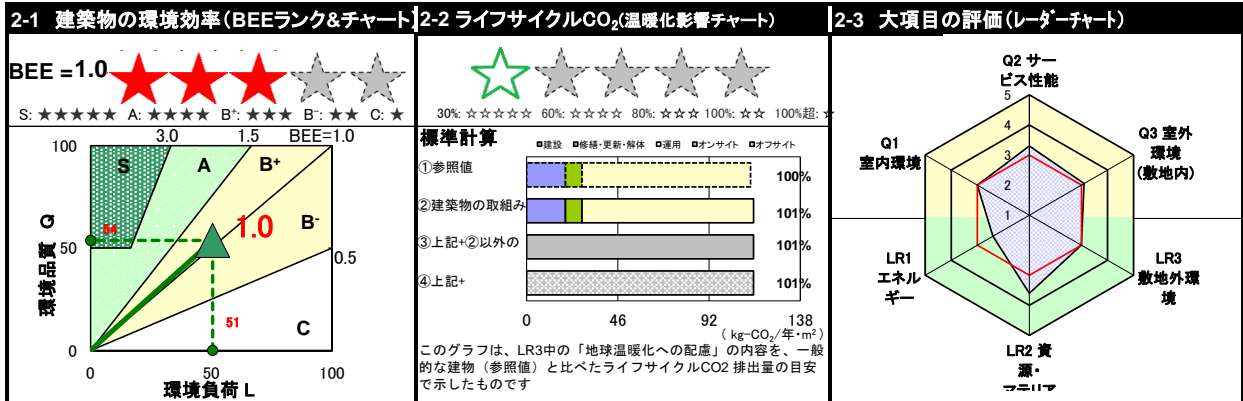 2-1 建築物の環境効率(BEEランク&チャート)
BEE =1.0
S: ★★★★★ A: ★★★★ B⁺: ★★★ B⁻: ★★ C: ★
3.0 1.5 BEE=1.0
100
S A B⁺
環境品質 Q
54
1.0
B⁻
50
0.5
51
C
0
0 50 100
環境負荷 L
2-2 ライフサイクルCO₂(温暖化影響チャート)
30%: ☆☆☆☆☆ 60%: ☆☆☆☆ 80%: ☆☆☆ 100%: ☆☆ 100%超: ☆
標準計算
■建設 ■修繕・更新・解体 □運用 ■オンサイト ■オフサイト
①参照値 100%
②建築物の取組み 101%
③上記+②以外の 101%
④上記+ 101%
0 46 92 138
( kg-CO₂/年・m²)
このグラフは、LR3中の「地球温暖化への配慮」の内容を、一般
的な建物(参照値)と比べたライフサイクルCO2 排出量の目安
で示したものです
2-3 大項目の評価(レーダーチャート)
Q2 サー
ビス性能
5
4
3
2
1
Q1
室内環境
Q3 室外
環境
(敷地内)
LR1
エネル
ギー
LR3
敷地外環
境
LR2 資
源・
マテリア